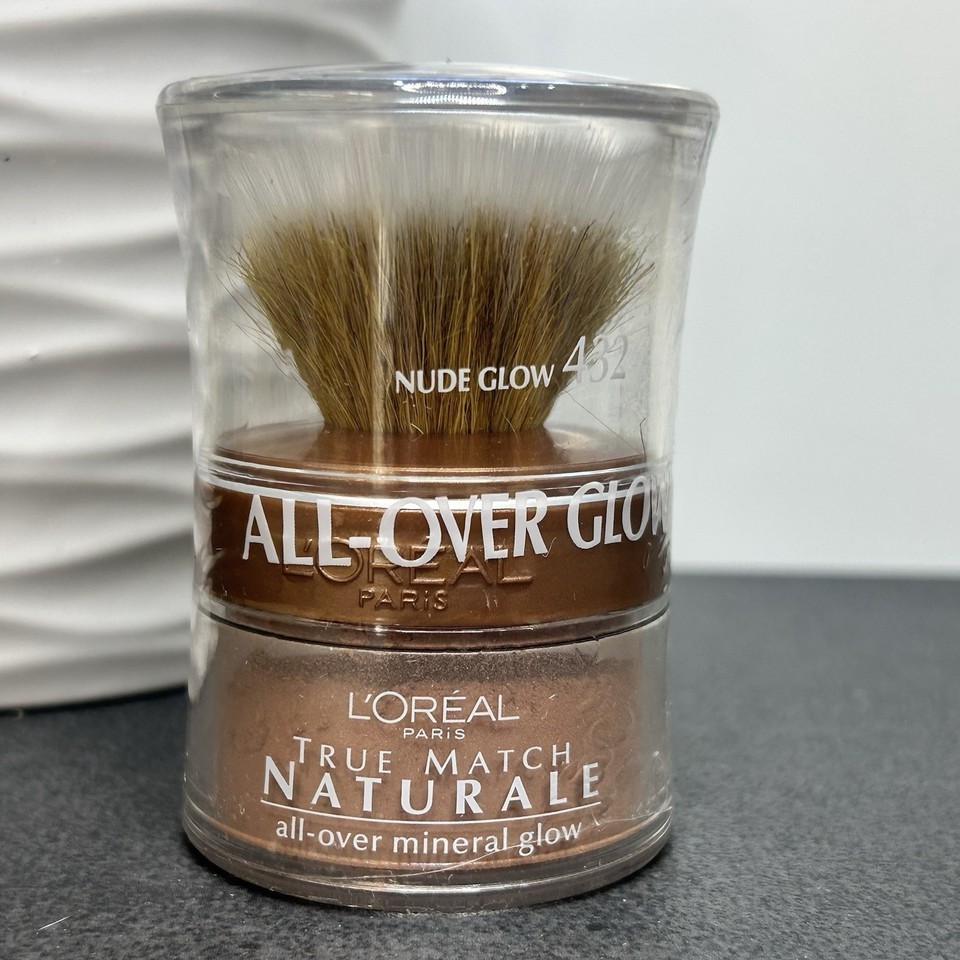 NUDE GLOW 432
ALL-OVER GLOW
L'ORÉAL
PARIS
L'ORÉAL
PARIS
TRUE MATCH
NATURALE
all-over mineral glow